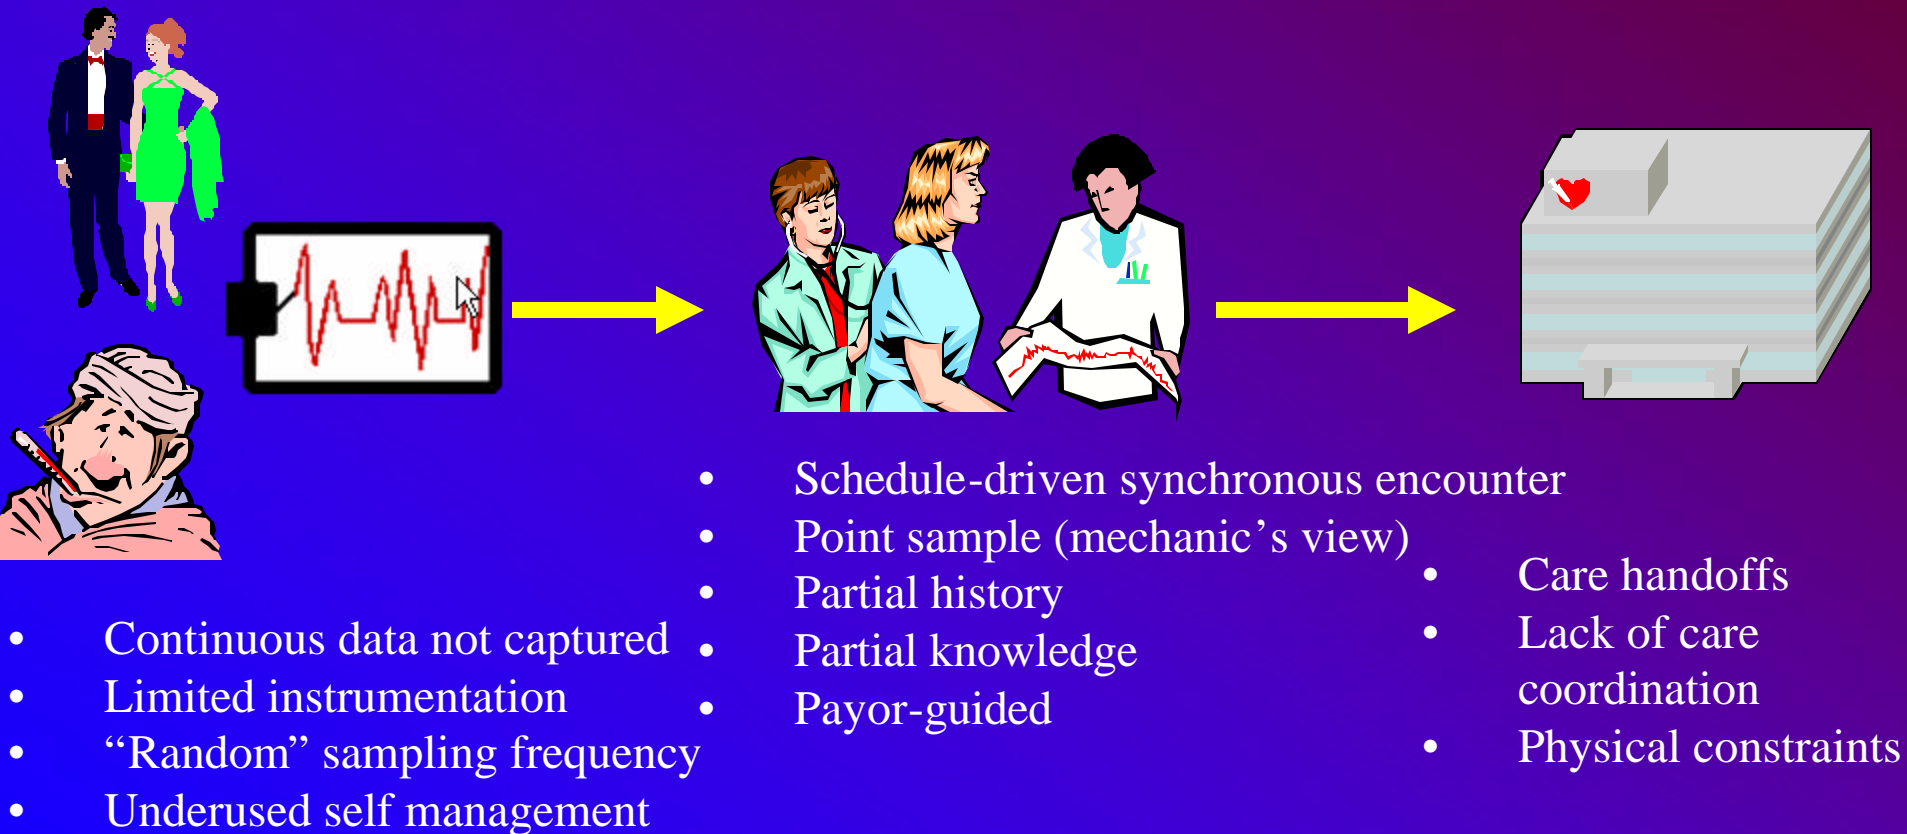 • Continuous data not captured
• Limited instrumentation
• “Random” sampling frequency
• Underused self management
• Schedule-driven synchronous encounter
• Point sample (mechanic’s view)
• Partial history
• Partial knowledge
• Payor-guided
• Care handoffs
• Lack of care
coordination
• Physical constraints